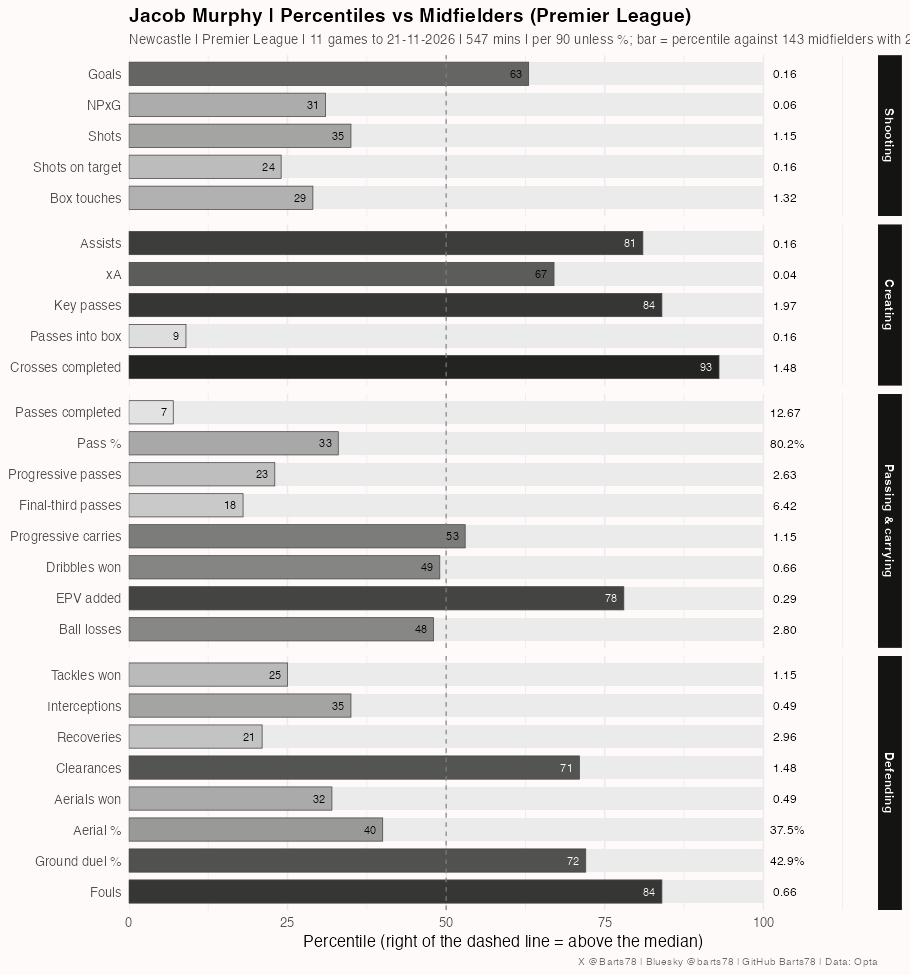 Jacob Murphy | Percentiles vs Midfielders (Premier League)
Newcastle | Premier League | 11 games to 21-11-2026 | 547 mins | per 90 unless %; bar = percentile against 143 midfielders with 2
Goals 63 0.16
NPxG 31 0.06
Shots 35 1.15
Shots on target 24 0.16
Box touches 29 1.32
Shooting
Assists 81 0.16
xA 67 0.04
Key passes 84 1.97
Passes into box 9 0.16
Crosses completed 93 1.48
Creating
Passes completed 7 12.67
Pass % 33 80.2%
Progressive passes 23 2.63
Final-third passes 18 6.42
Progressive carries 53 1.15
Dribbles won 49 0.66
EPV added 78 0.29
Ball losses 48 2.80
Passing & carrying
Tackles won 25 1.15
Interceptions 35 0.49
Recoveries 21 2.96
Clearances 71 1.48
Aerials won 32 0.49
Aerial % 40 37.5%
Ground duel % 72 42.9%
Fouls 84 0.66
Defending
0 25 50 75 100
Percentile (right of the dashed line = above the median)
X @Barts78 | Bluesky @barts78 | GitHub Barts78 | Data: Opta